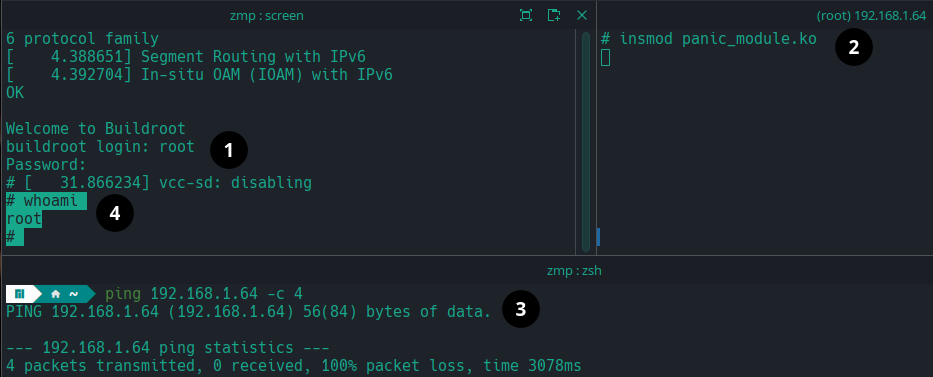 zmp : screen
6 protocol family
[    4.388651] Segment Routing with IPv6
[    4.392704] In-situ OAM (IOAM) with IPv6
OK
Welcome to Buildroot
buildroot login: root
1
Password:
# [   31.866234] vcc-sd: disabling
# whoami
root
4
#
(root) 192.168.1.64
# insmod panic_module.ko
2
zmp : zsh
~ ping 192.168.1.64 -c 4
PING 192.168.1.64 (192.168.1.64) 56(84) bytes of data.
3
--- 192.168.1.64 ping statistics ---
4 packets transmitted, 0 received, 100% packet loss, time 3078ms